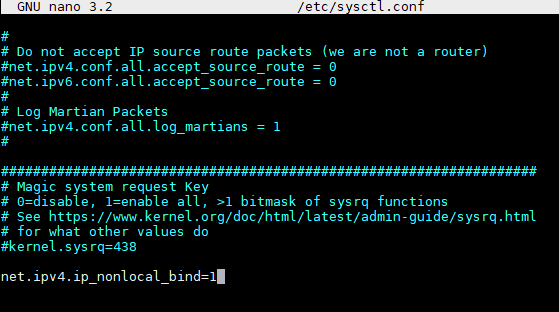 GNU nano 3.2 /etc/sysctl.conf
#
# Do not accept IP source route packets (we are not a router)
#net.ipv4.conf.all.accept_source_route = 0
#net.ipv6.conf.all.accept_source_route = 0
#
# Log Martian Packets
#net.ipv4.conf.all.log_martians = 1
#
###################################################################
# Magic system request Key
# 0=disable, 1=enable all, >1 bitmask of sysrq functions
# See https://www.kernel.org/doc/html/latest/admin-guide/sysrq.html
# for what other values do
#kernel.sysrq=438
net.ipv4.ip_nonlocal_bind=1